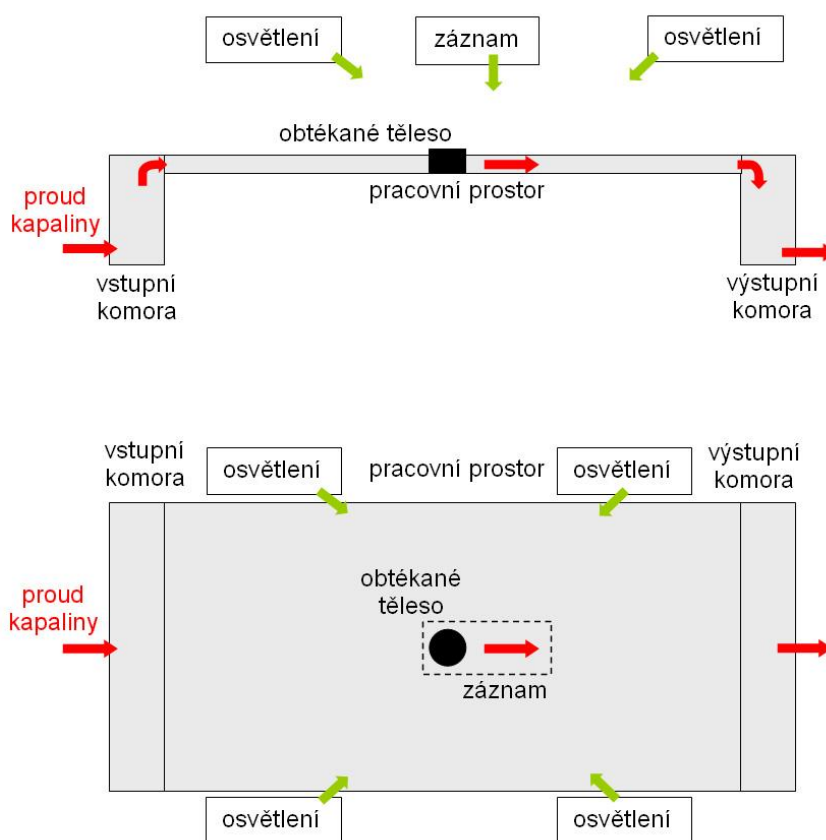 osvětlení
záznam
osvětlení
obtékané těleso
pracovní prostor
proud
kapaliny
vstupní
komora
výstupní
komora
vstupní
komora
osvětlení
pracovní prostor
osvětlení
výstupní
komora
obtékané
těleso
proud
kapaliny
záznam
osvětlení
osvětlení